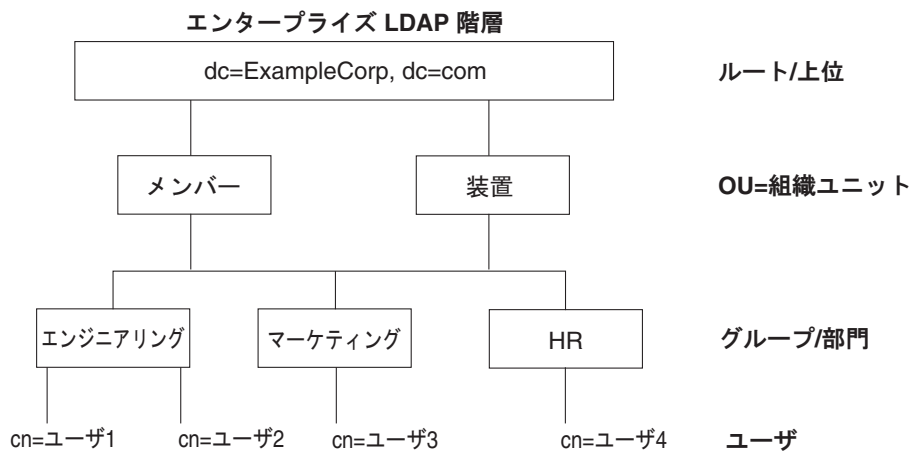 エンタープライズ LDAP 階層
dc=ExampleCorp, dc=com
ルート/上位
メンバー
装置
OU=組織ユニット
エンジニアリング
マーケティング
HR
グループ/部門
cn=ユーザ1
cn=ユーザ2
cn=ユーザ3
cn=ユーザ4
ユーザ